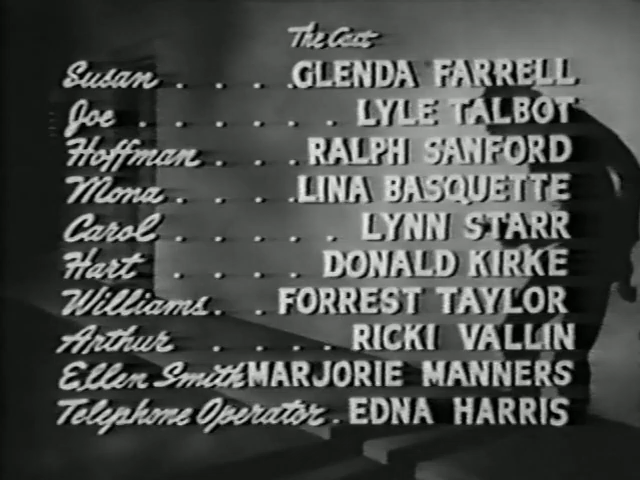 The Cast
Susan . . . . GLENDA FARRELL
Joe . . . . . . . LYLE TALBOT
Hoffman . . . RALPH SANFORD
Mona . . . . LINA BASQUETTE
Carol . . . . . LYNN STARR
Hart . . . . DONALD KIRKE
Williams . . FORREST TAYLOR
Arthur . . . . RICKI VALLIN
Ellen Smith MARJORIE MANNERS
Telephone Operator . EDNA HARRIS